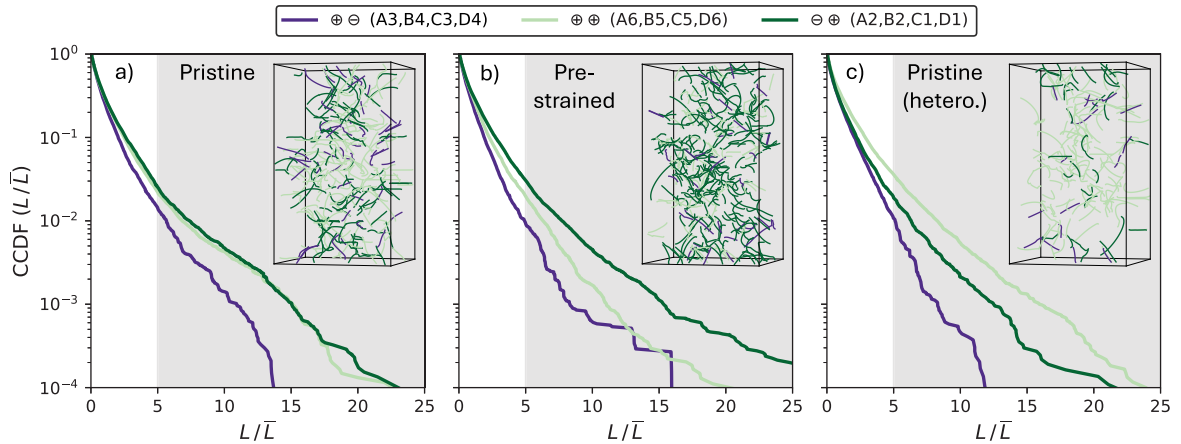 ⊕⊖ (A3,B4,C3,D4) ⊕⊕ (A6,B5,C5,D6) ⊖⊕ (A2,B2,C1,D1)
a) Pristine
b) Pre-
strained
c) Pristine
(hetero.)
CCDF (L/L̅)
10⁰
10⁻¹
10⁻²
10⁻³
10⁻⁴
0 5 10 15 20 25
0 5 10 15 20 25
0 5 10 15 20 25
L/L̅
L/L̅
L/L̅